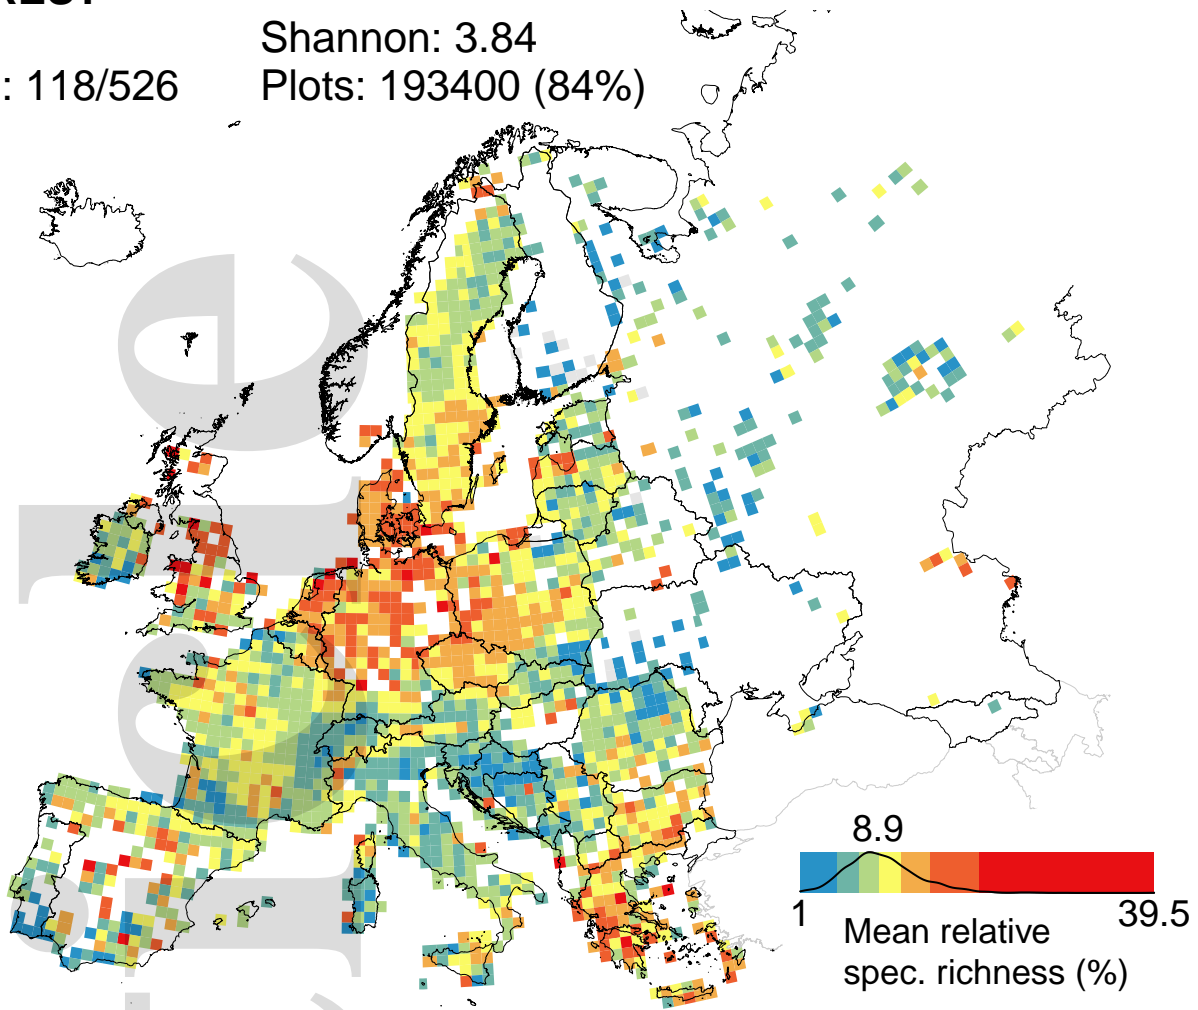 Shannon: 3.84
: 118/526
Plots: 193400 (84%)
8.9
1
39.5
Mean relative
spec. richness (%)